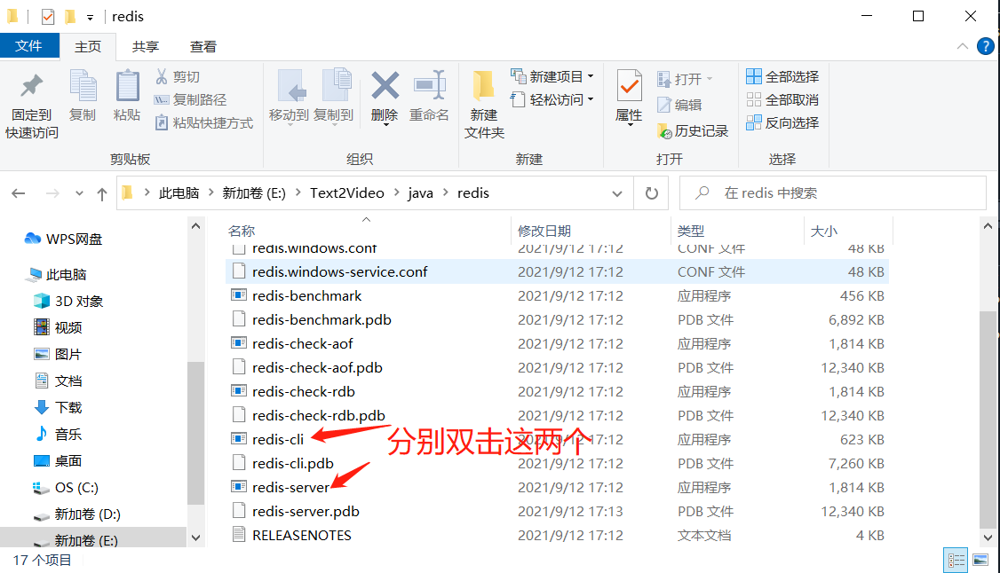 redis
文件 主页 共享 查看
固定到快速访问 复制 粘贴 剪切 复制路径 粘贴快捷方式 移动到 复制到 删除 重命名 新建文件夹 新建项目 轻松访问 属性 打开 编辑 历史记录 全部选择 全部取消 反向选择
剪贴板 组织 新建 打开 选择
此电脑 新加卷 (E:) Text2Video java redis 在 redis 中搜索
WPS网盘
此电脑
3D 对象
视频
图片
文档
下载
音乐
桌面
OS (C:)
新加卷 (D:)
新加卷 (E:)
名称 修改日期 类型 大小
redis.windows.conf 2021/9/12 17:12 CONF 文件 48 KB
redis.windows-service.conf 2021/9/12 17:12 CONF 文件 48 KB
redis-benchmark 2021/9/12 17:12 应用程序 456 KB
redis-benchmark.pdb 2021/9/12 17:12 PDB 文件 6,892 KB
redis-check-aof 2021/9/12 17:12 应用程序 1,814 KB
redis-check-aof.pdb 2021/9/12 17:12 PDB 文件 12,340 KB
redis-check-rdb 2021/9/12 17:12 应用程序 1,814 KB
redis-check-rdb.pdb 2021/9/12 17:12 PDB 文件 12,340 KB
redis-cli 2021/9/12 17:12 应用程序 623 KB
分别双击这两个
redis-cli.pdb 2021/9/12 17:12 PDB 文件 7,260 KB
redis-server 2021/9/12 17:12 应用程序 1,814 KB
redis-server.pdb 2021/9/12 17:13 PDB 文件 12,340 KB
RELEASENOTES 2021/9/12 17:12 文本文档 4 KB
17 个项目